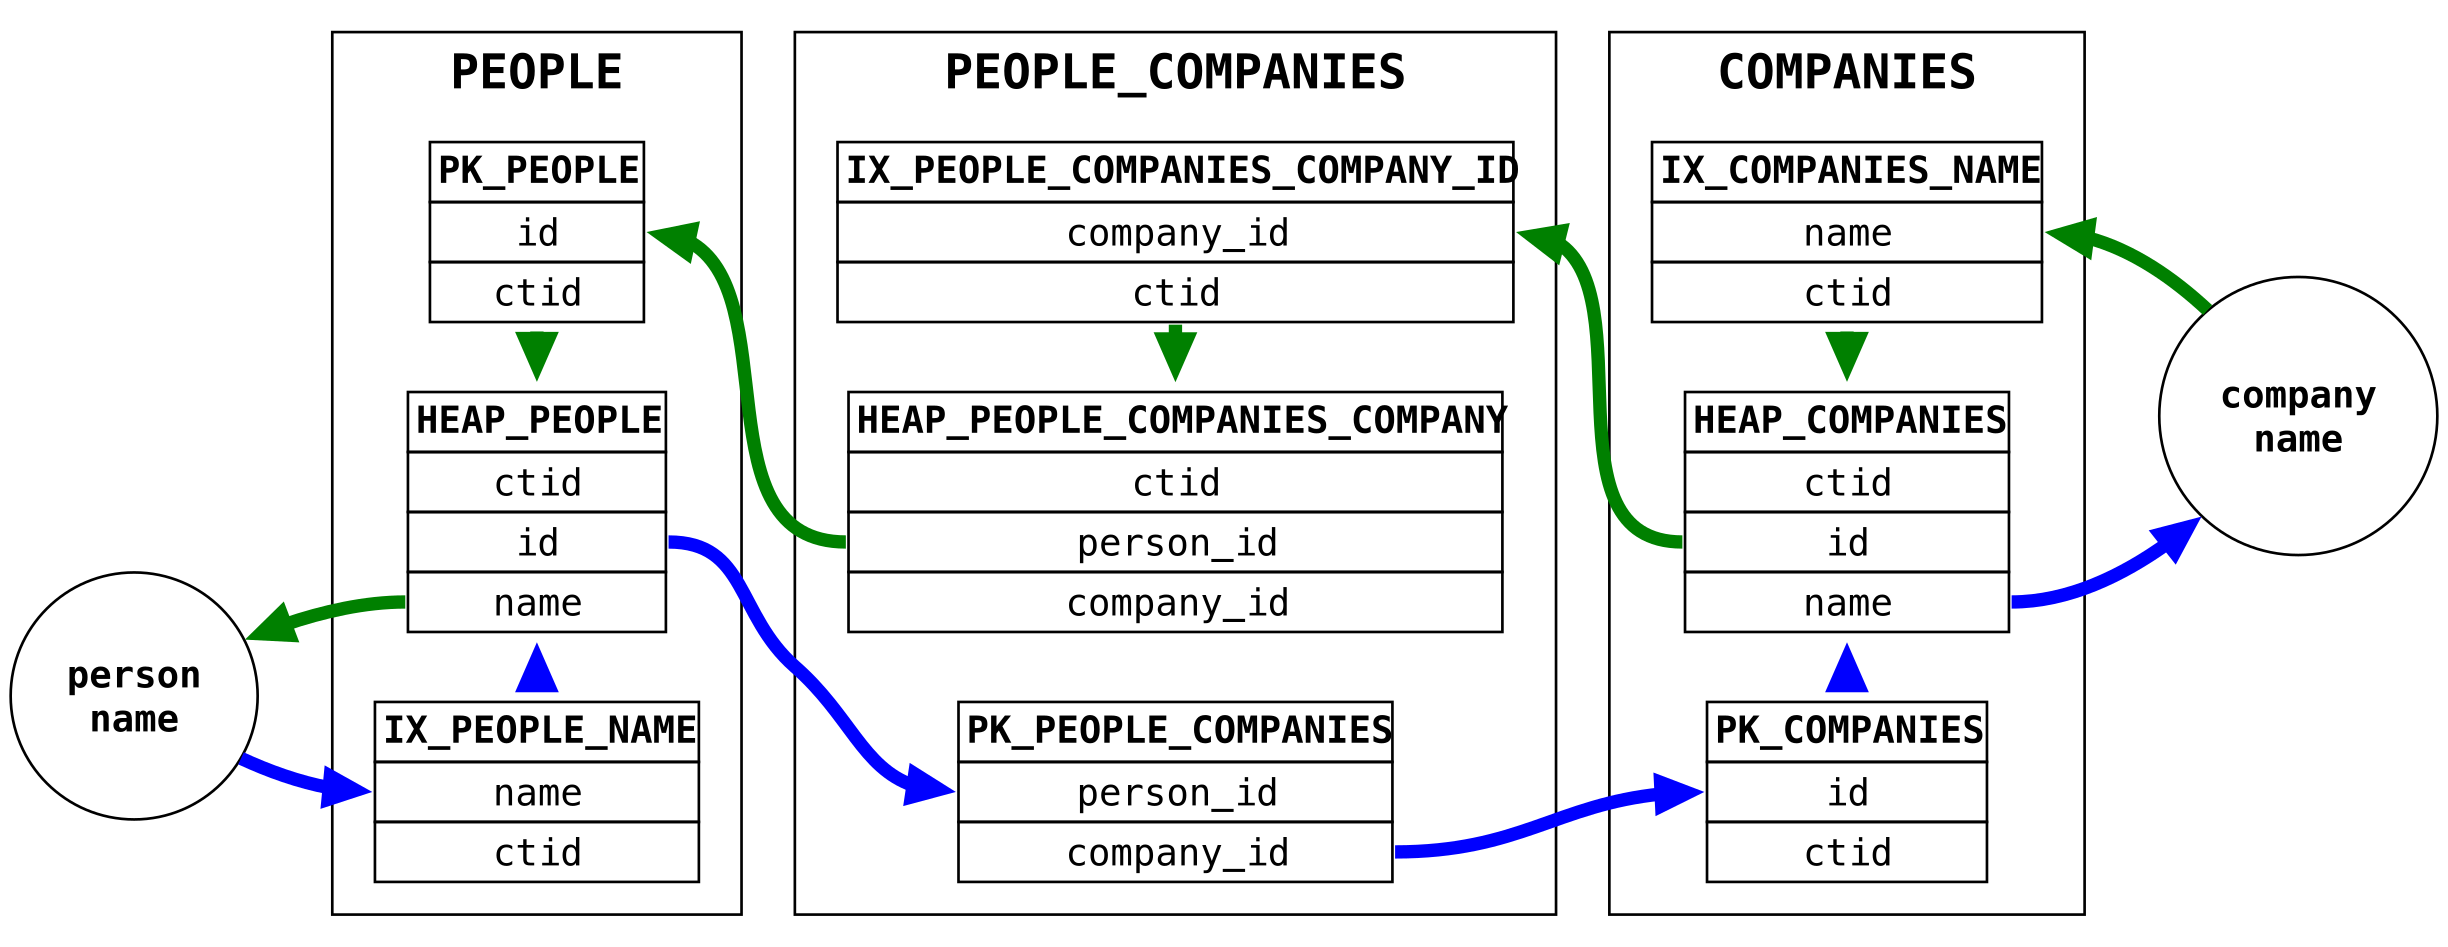 PEOPLE
PK_PEOPLE
id
ctid
HEAP_PEOPLE
ctid
id
name
IX_PEOPLE_NAME
name
ctid
person
name
PEOPLE_COMPANIES
IX_PEOPLE_COMPANIES_COMPANY_ID
company_id
ctid
HEAP_PEOPLE_COMPANIES_COMPANY
ctid
person_id
company_id
PK_PEOPLE_COMPANIES
person_id
company_id
COMPANIES
IX_COMPANIES_NAME
name
ctid
HEAP_COMPANIES
ctid
id
name
PK_COMPANIES
id
ctid
company
name